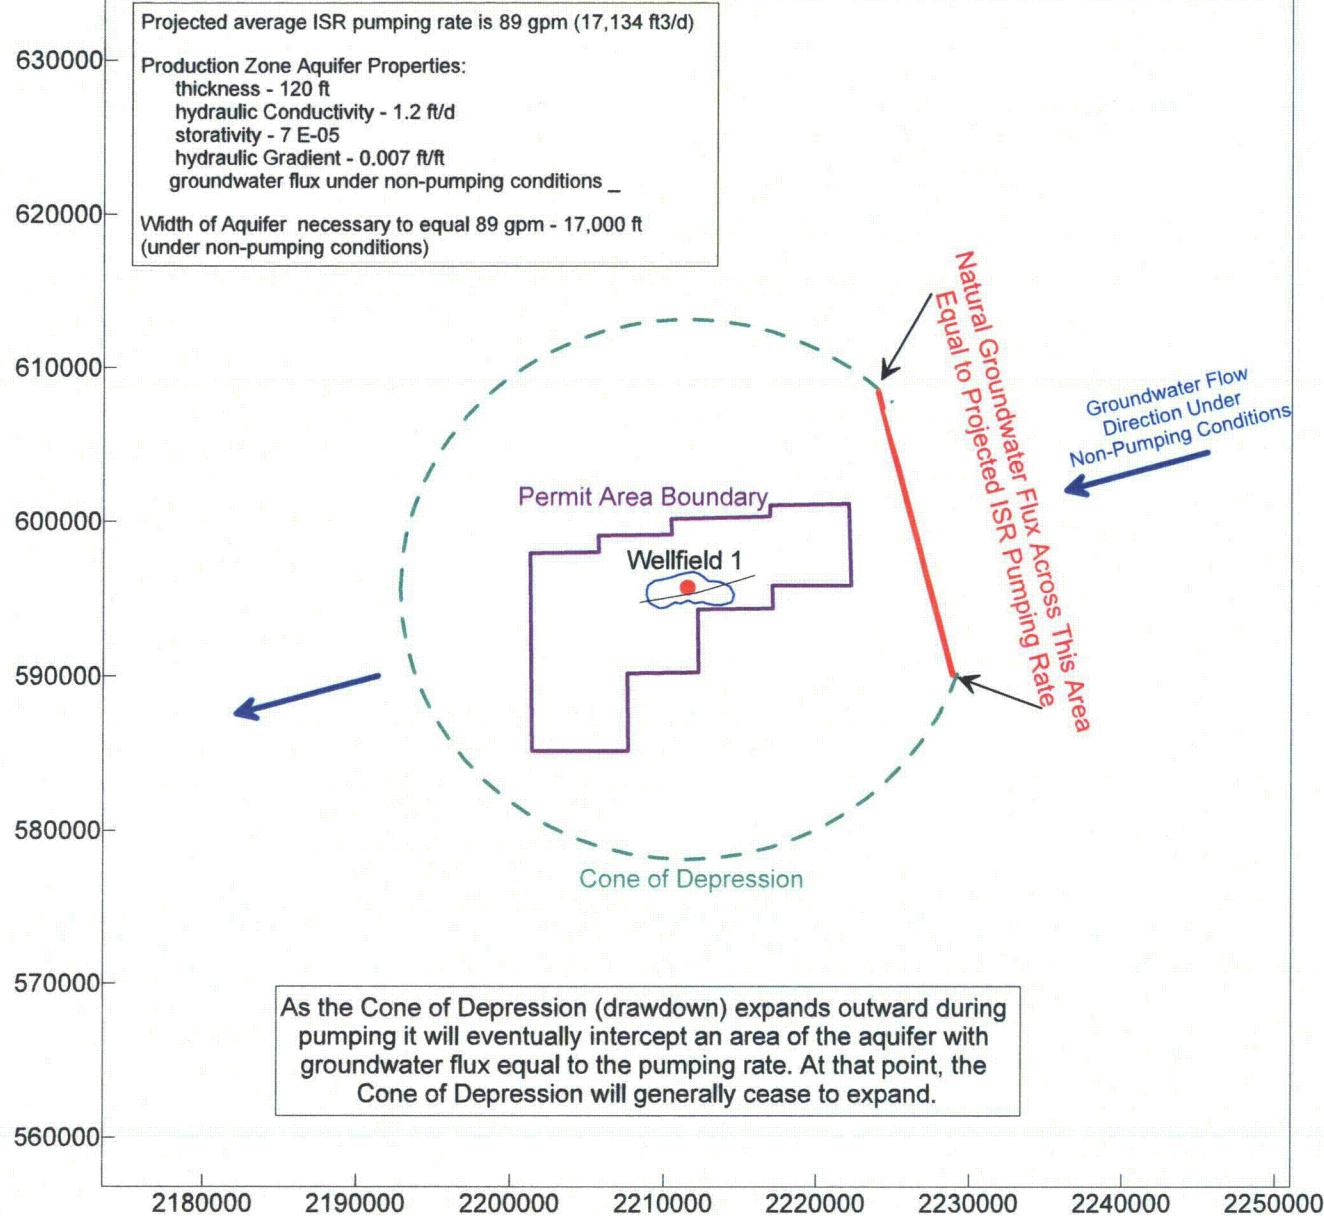 Projected average ISR pumping rate is 89 gpm (17,134 ft3/d)
Production Zone Aquifer Properties:
thickness - 120 ft
hydraulic Conductivity - 1.2 ft/d
storativity - 7 E-05
hydraulic Gradient - 0.007 ft/ft
groundwater flux under non-pumping conditions _
Width of Aquifer necessary to equal 89 gpm - 17,000 ft
(under non-pumping conditions)
630000
620000
610000
600000
590000
580000
570000
560000
Natural Groundwater Flux Across This Area
Equal to Projected ISR Pumping Rate
Groundwater Flow
Direction Under
Non-Pumping Conditions
Permit Area Boundary
Wellfield 1
Cone of Depression
As the Cone of Depression (drawdown) expands outward during
pumping it will eventually intercept an area of the aquifer with
groundwater flux equal to the pumping rate. At that point, the
Cone of Depression will generally cease to expand.
2180000 2190000 2200000 2210000 2220000 2230000 2240000 2250000